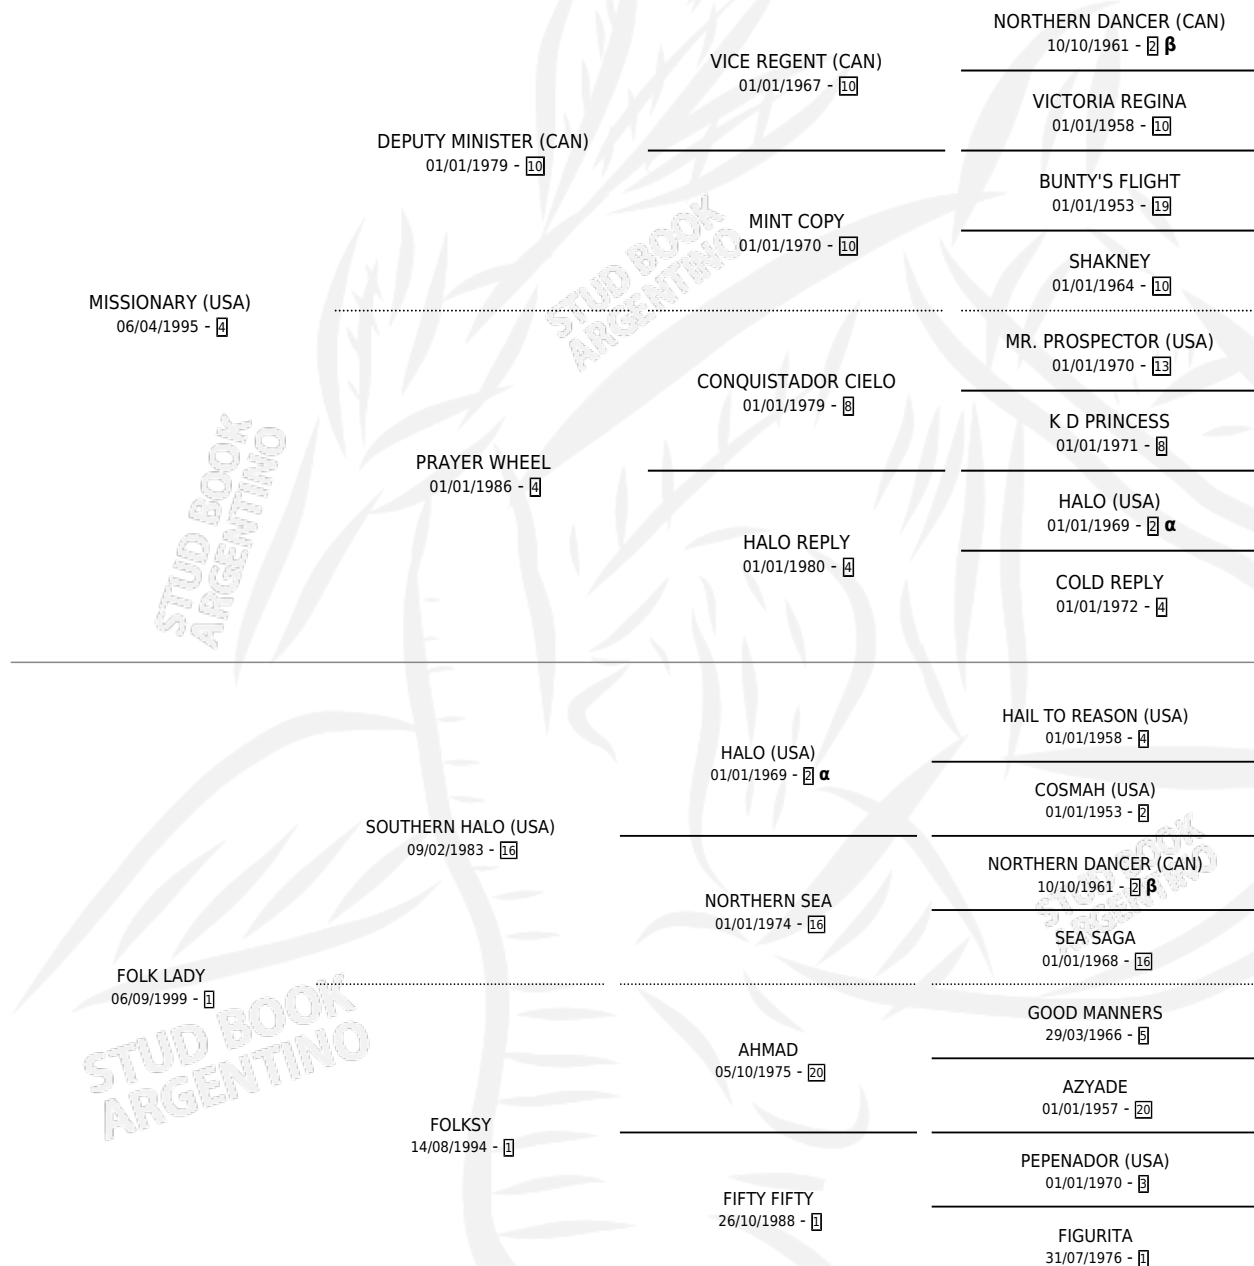 NORTHERN DANCER (CAN)
10/10/1961 - 2 β
VICE REGENT (CAN)
01/01/1967 - 10
VICTORIA REGINA
01/01/1958 - 10
DEPUTY MINISTER (CAN)
01/01/1979 - 10
BUNTY'S FLIGHT
01/01/1953 - 19
MINT COPY
01/01/1970 - 10
SHAKNEY
01/01/1964 - 10
MISSIONARY (USA)
06/04/1995 - 4
MR. PROSPECTOR (USA)
01/01/1970 - 13
CONQUISTADOR CIELO
01/01/1979 - 8
K D PRINCESS
01/01/1971 - 8
PRAYER WHEEL
01/01/1986 - 4
HALO (USA)
01/01/1969 - 2 α
HALO REPLY
01/01/1980 - 4
COLD REPLY
01/01/1972 - 4
HAIL TO REASON (USA)
01/01/1958 - 4
HALO (USA)
01/01/1969 - 2 α
COSMAH (USA)
01/01/1953 - 2
SOUTHERN HALO (USA)
09/02/1983 - 16
NORTHERN DANCER (CAN)
10/10/1961 - 2 β
NORTHERN SEA
01/01/1974 - 16
SEA SAGA
01/01/1968 - 16
FOLK LADY
06/09/1999 - 1
GOOD MANNERS
29/03/1966 - 5
AHMAD
05/10/1975 - 20
AZYADE
01/01/1957 - 20
FOLKSY
14/08/1994 - 1
PEPENADOR (USA)
01/01/1970 - 3
FIFTY FIFTY
26/10/1988 - 1
FIGURITA
31/07/1976 - 1
STUD BOOK
ARGENTINO
STUD BOOK
ARGENTINO
STUD BOOK
ARGENTINO
STUD BOOK
ARGENTINO